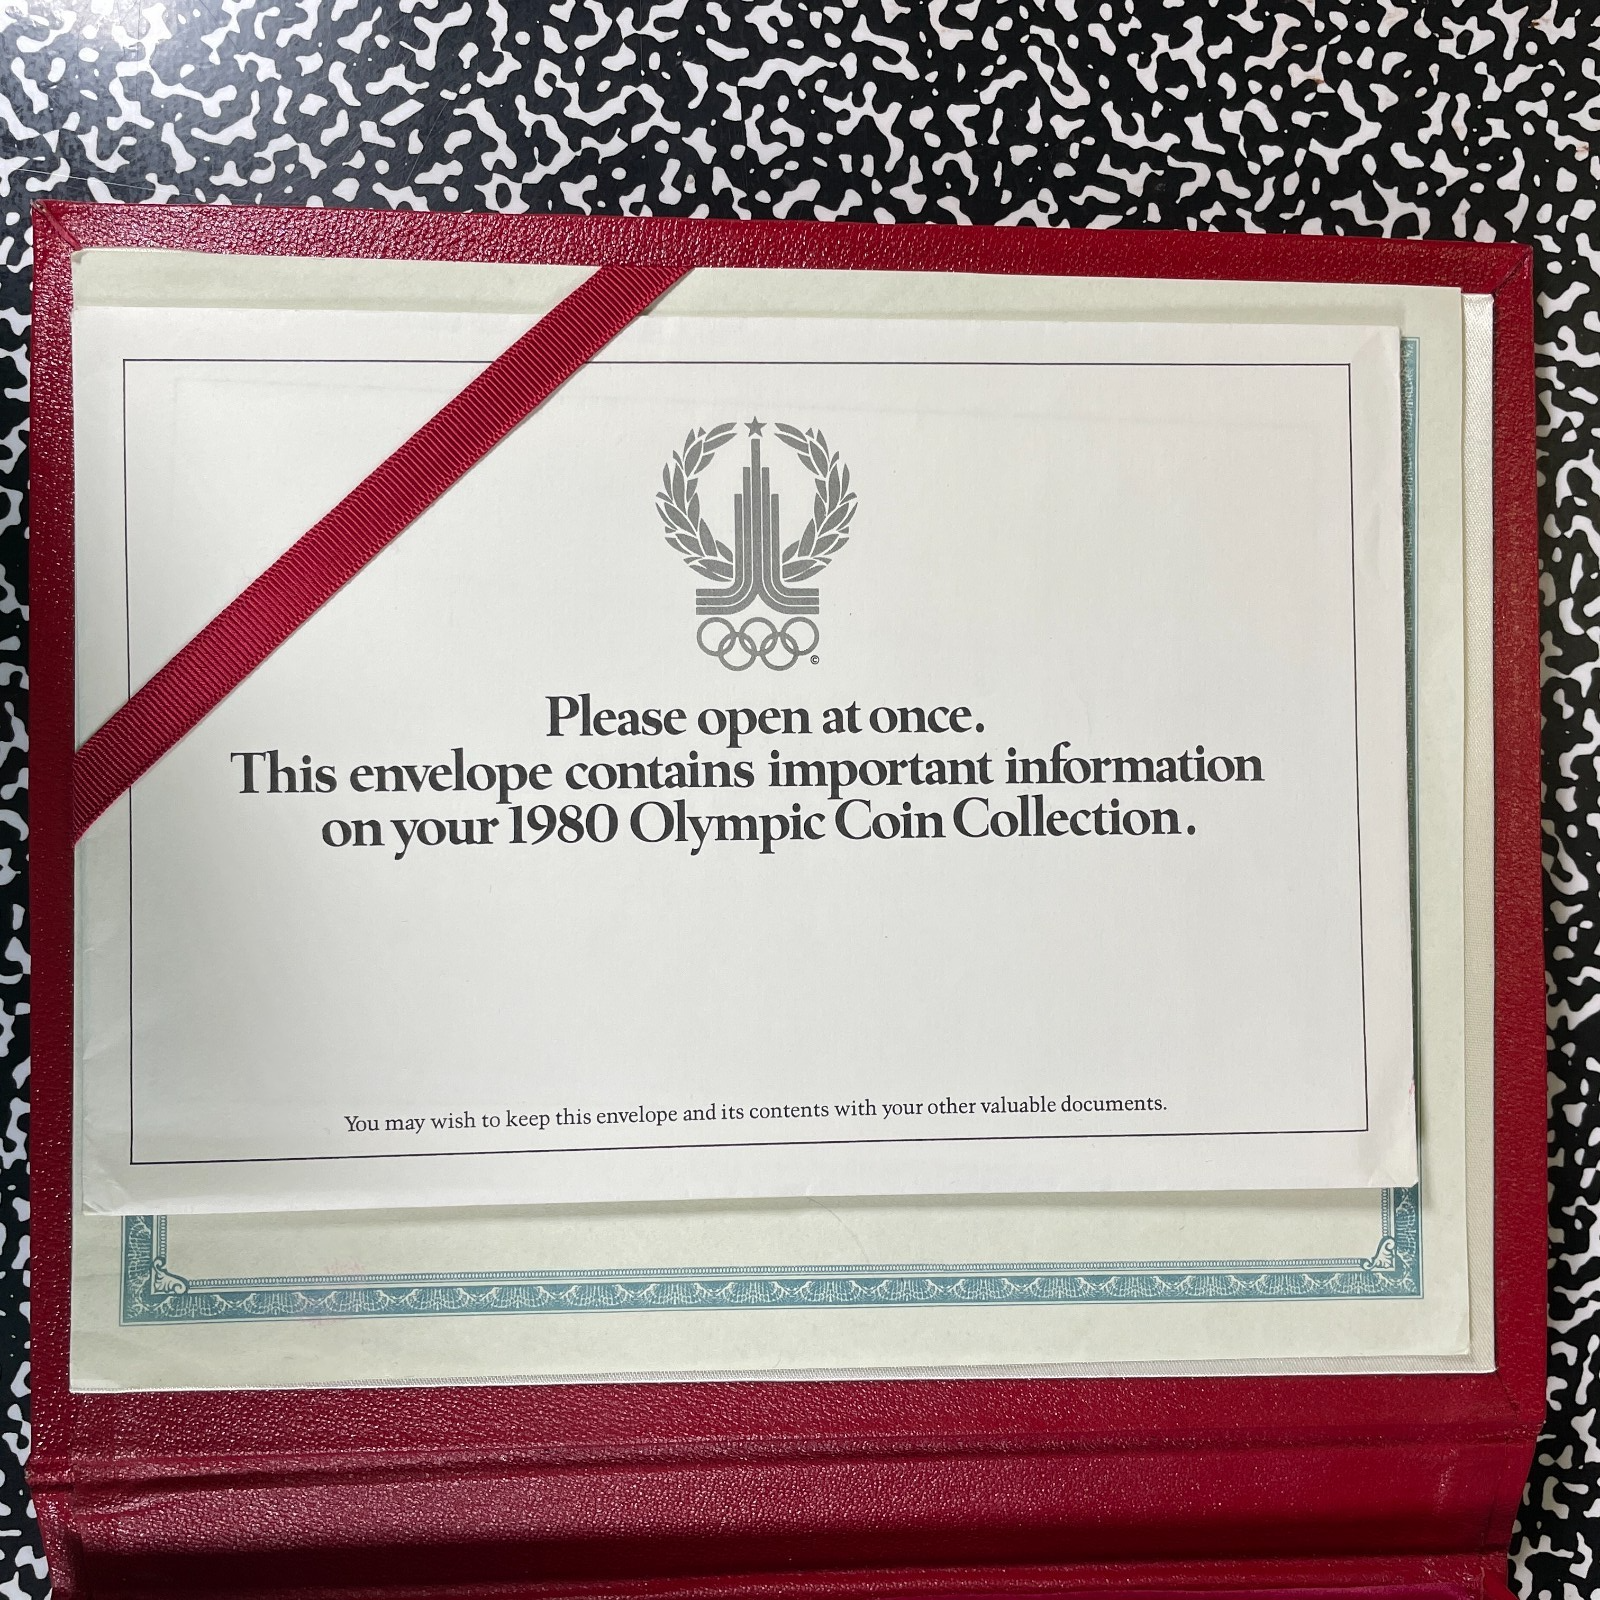 ©
Please open at once.
This envelope contains important information
on your 1980 Olympic Coin Collection.
You may wish to keep this envelope and its contents with your other valuable documents.